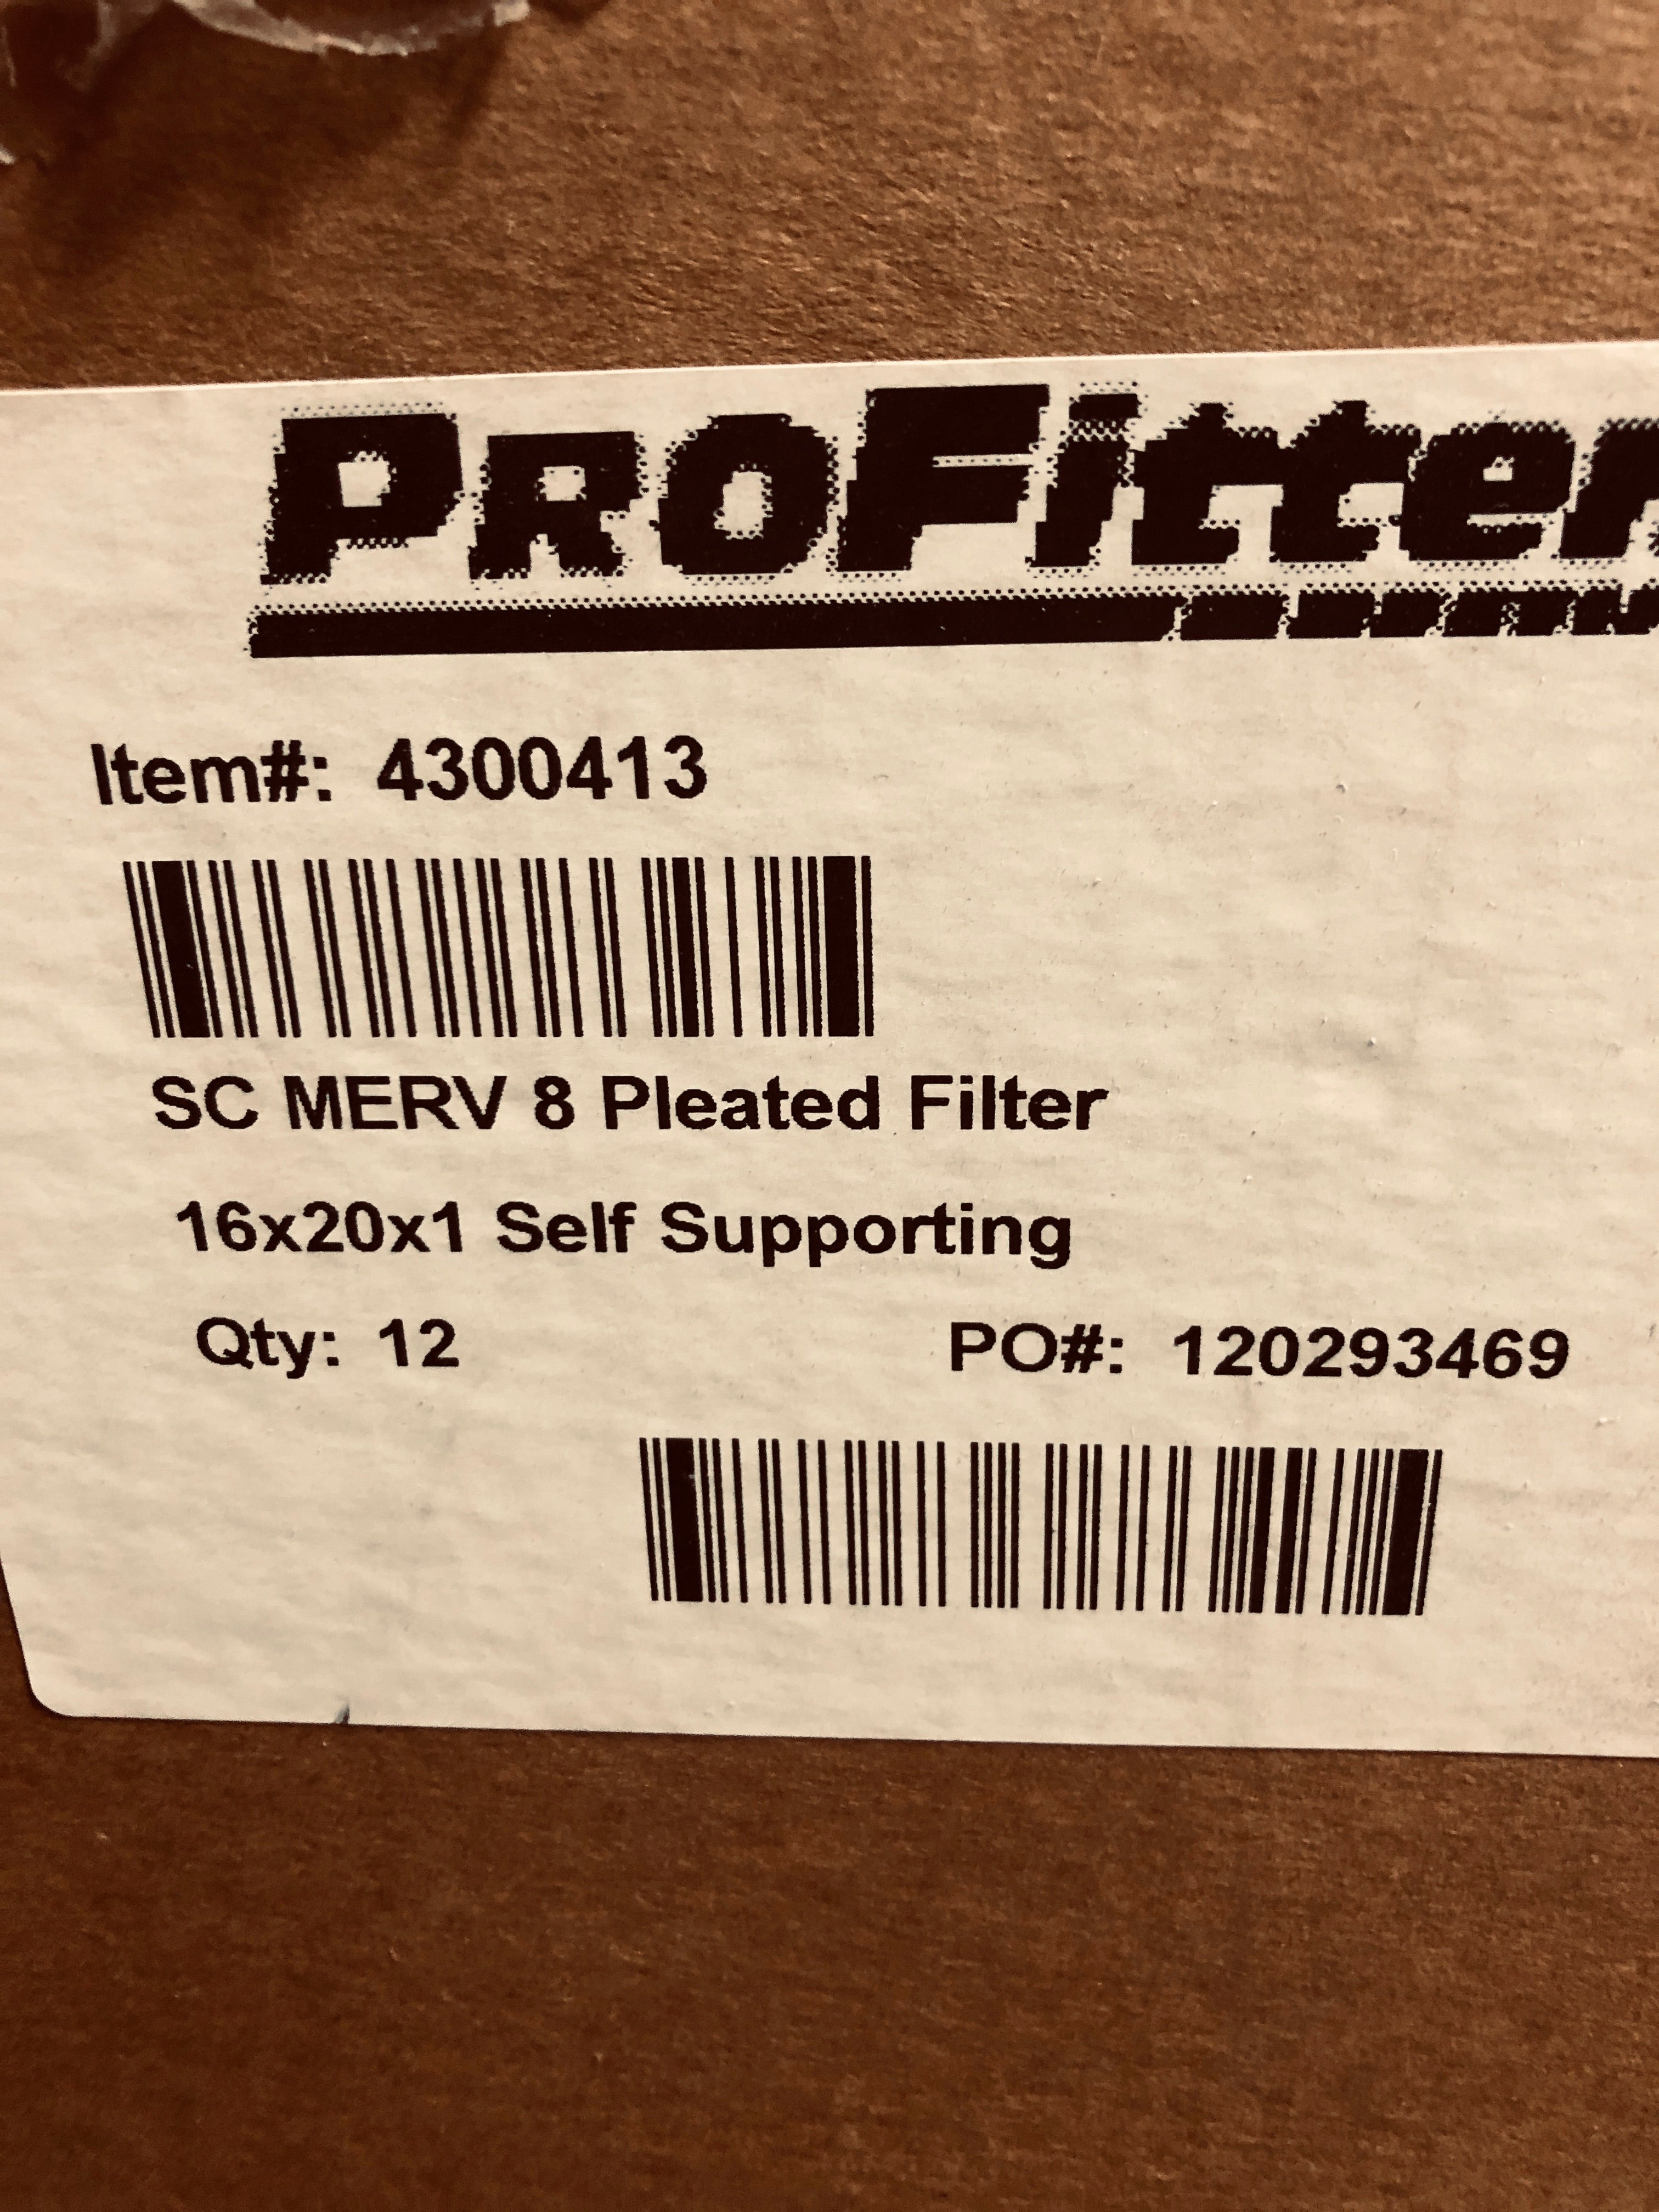 PROFitter
Item#: 4300413
SC MERV 8 Pleated Filter
16x20x1 Self Supporting
Qty: 12 PO#: 120293469